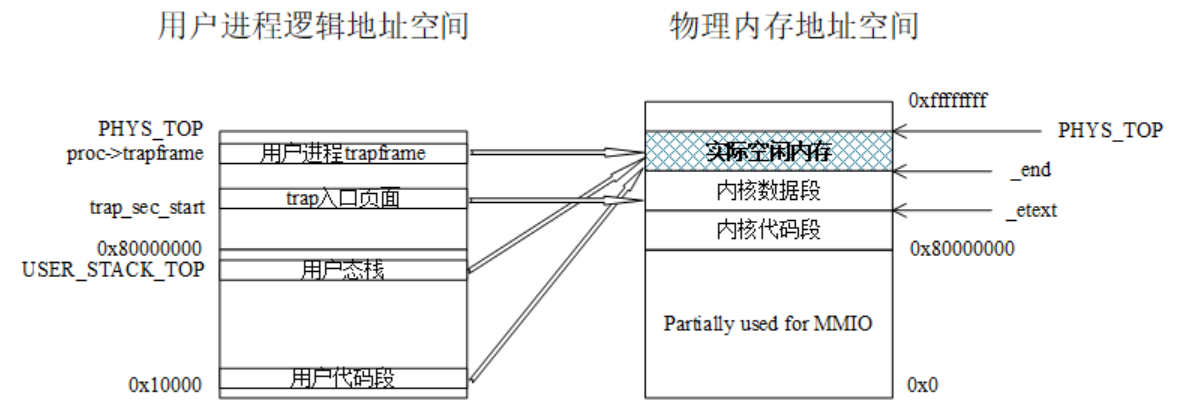 用户进程逻辑地址空间
物理内存地址空间
PHYS_TOP
proc->trapframe
用户进程trapframe
trap入口页面
trap_sec_start
0x80000000
USER_STACK_TOP
用户态栈
0x10000
用户代码段
0xffffffff
PHYS_TOP
实际空闲内存
_end
内核数据段
_etext
内核代码段
0x80000000
Partially used for MMIO
0x0